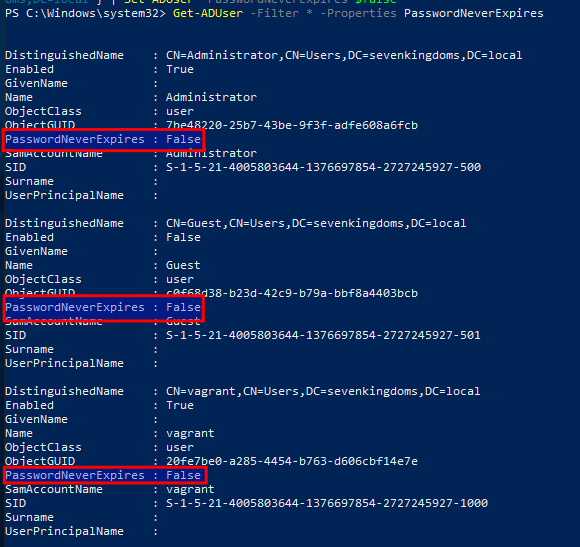 oms,DC=local } | Set-ADUser -PasswordNeverExpires $false
PS C:\Windows\system32> Get-ADUser -Filter * -Properties PasswordNeverExpires
DistinguishedName : CN=Administrator,CN=Users,DC=sevenkingdoms,DC=local
Enabled : True
GivenName :
Name : Administrator
ObjectClass : user
ObjectGUID : 7be48220-25b7-43be-9f3f-adfe608a6fcb
PasswordNeverExpires : False
SamAccountName : Administrator
SID : S-1-5-21-4005803644-1376697854-2727245927-500
Surname :
UserPrincipalName :
DistinguishedName : CN=Guest,CN=Users,DC=sevenkingdoms,DC=local
Enabled : False
GivenName :
Name : Guest
ObjectClass : user
ObjectGUID : c0f68d38-b23d-42c9-b79a-bbf8a4403bcb
PasswordNeverExpires : False
SamAccountName : Guest
SID : S-1-5-21-4005803644-1376697854-2727245927-501
Surname :
UserPrincipalName :
DistinguishedName : CN=vagrant,CN=Users,DC=sevenkingdoms,DC=local
Enabled : True
GivenName :
Name : vagrant
ObjectClass : user
ObjectGUID : 20fe7be0-a285-4454-b763-d606cbf14e7e
PasswordNeverExpires : False
SamAccountName : vagrant
SID : S-1-5-21-4005803644-1376697854-2727245927-1000
Surname :
UserPrincipalName :